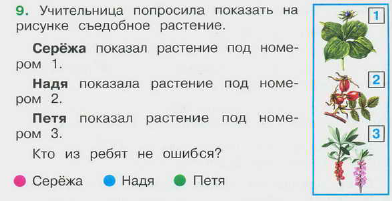 9. Учительница попросила показать на
рисунке съедобное растение.
Серёжа показал растение под номе-
ром 1.
Надя показала растение под номе-
ром 2.
Петя показал растение под номе-
ром 3.
Кто из ребят не ошибся?
Серёжа Надя Петя
1
2
3